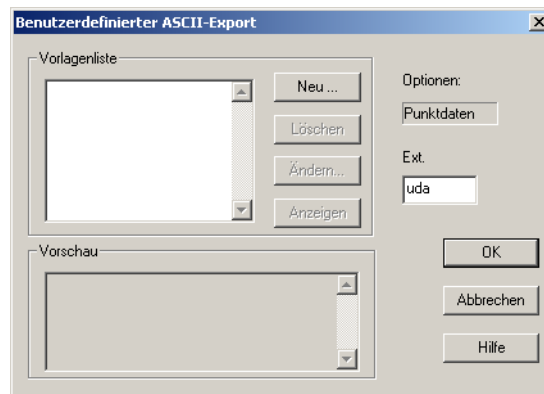 Benutzerdefinierter ASCII-Export
Vorlagenliste
Neu ...
Löschen
Ändern...
Anzeigen
Optionen:
Punktdaten
Ext.
uda
Vorschau
OK
Abbrechen
Hilfe